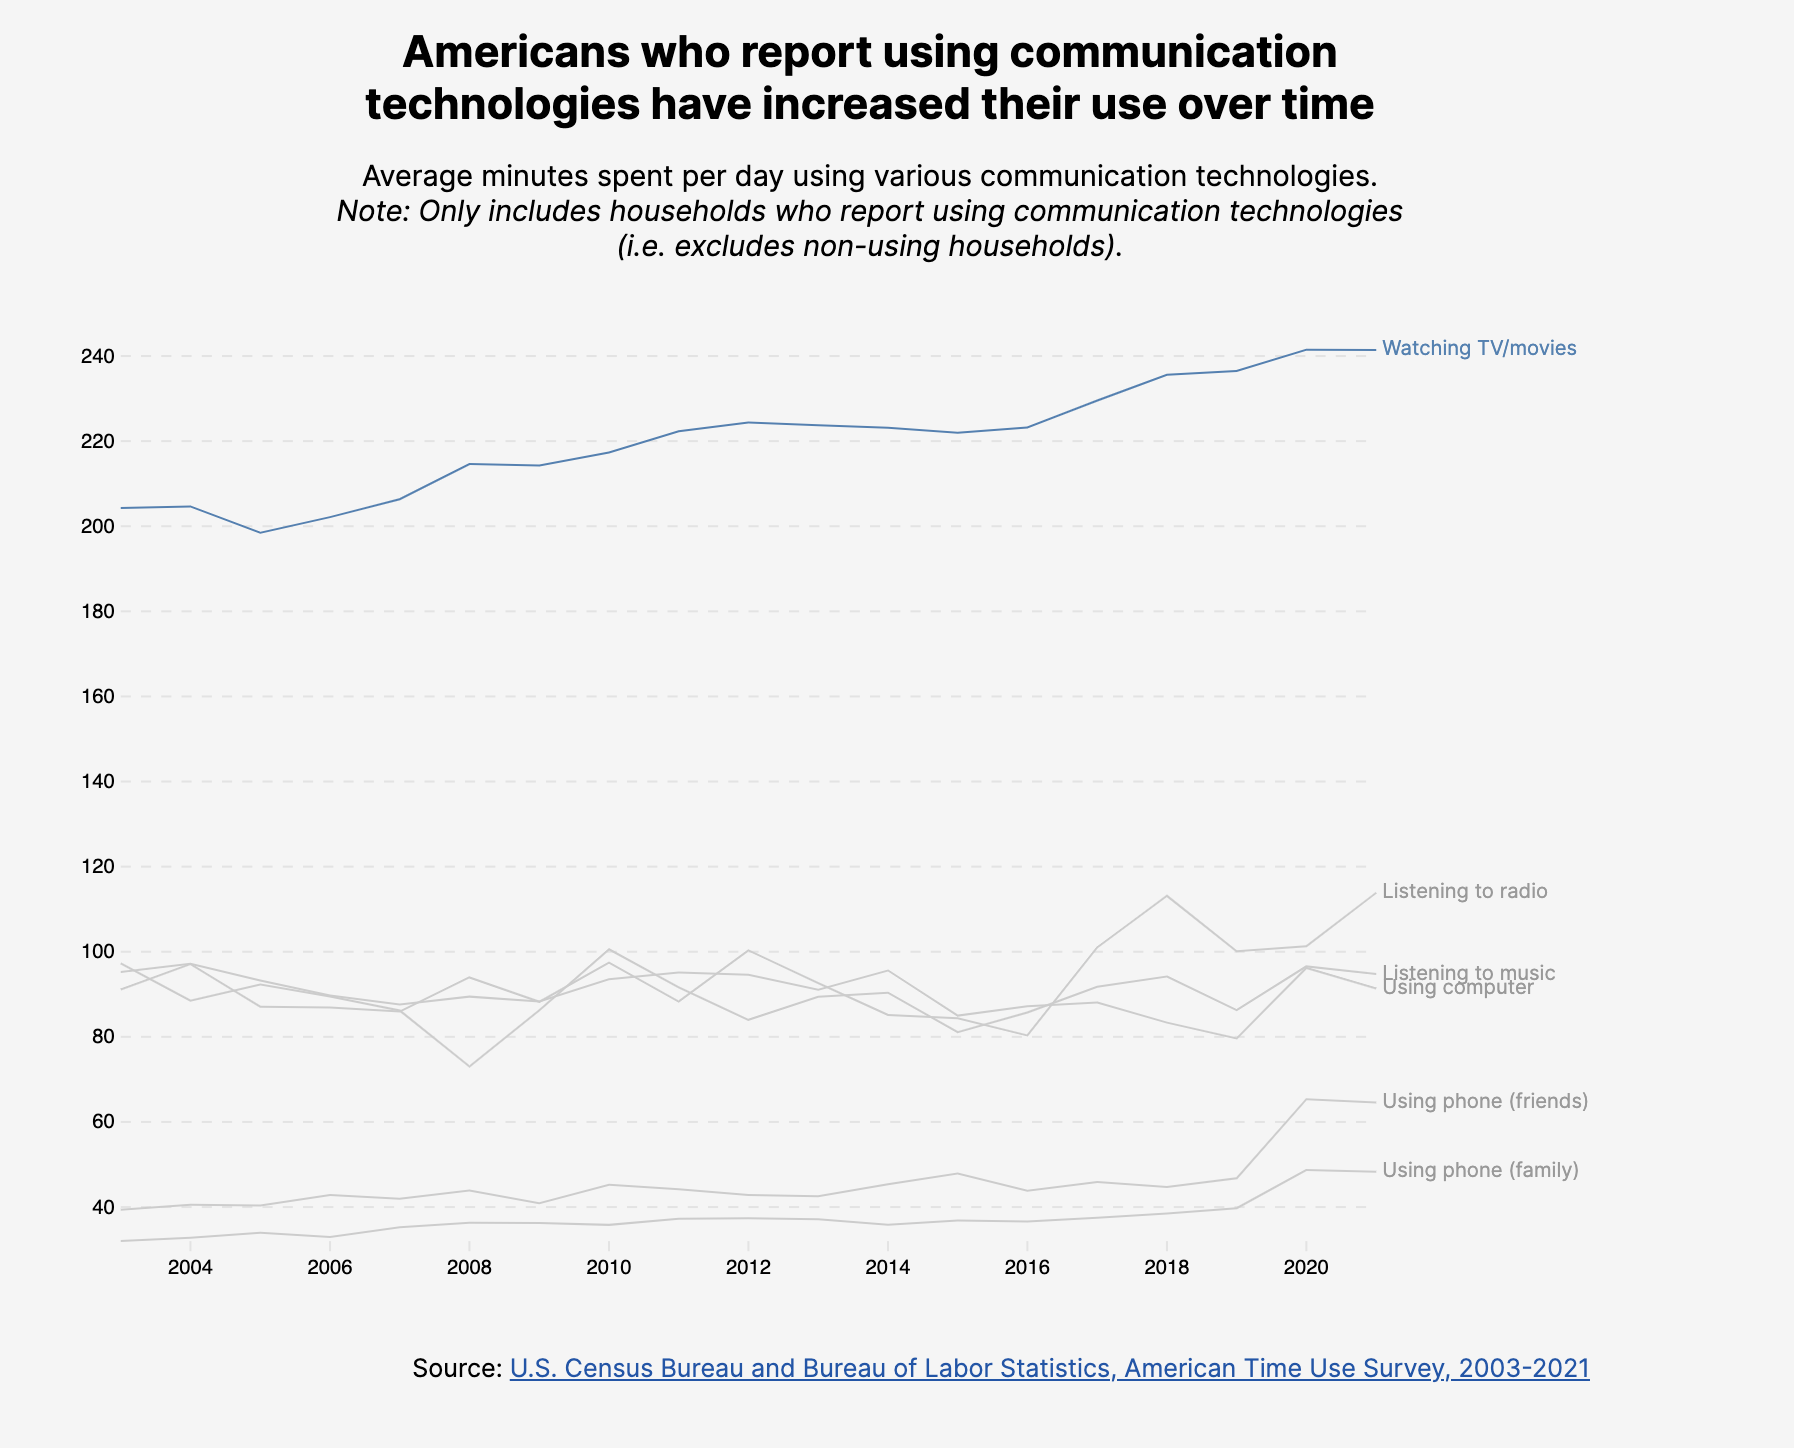 Americans who report using communication
technologies have increased their use over time
Average minutes spent per day using various communication technologies.
Note: Only includes households who report using communication technologies
(i.e. excludes non-using households).
240
220
200
180
160
140
120
100
80
60
40
Watching TV/movies
Listening to radio
Listening to music
Using computer
Using phone (friends)
Using phone (family)
2004 2006 2008 2010 2012 2014 2016 2018 2020
Source: U.S. Census Bureau and Bureau of Labor Statistics, American Time Use Survey, 2003-2021